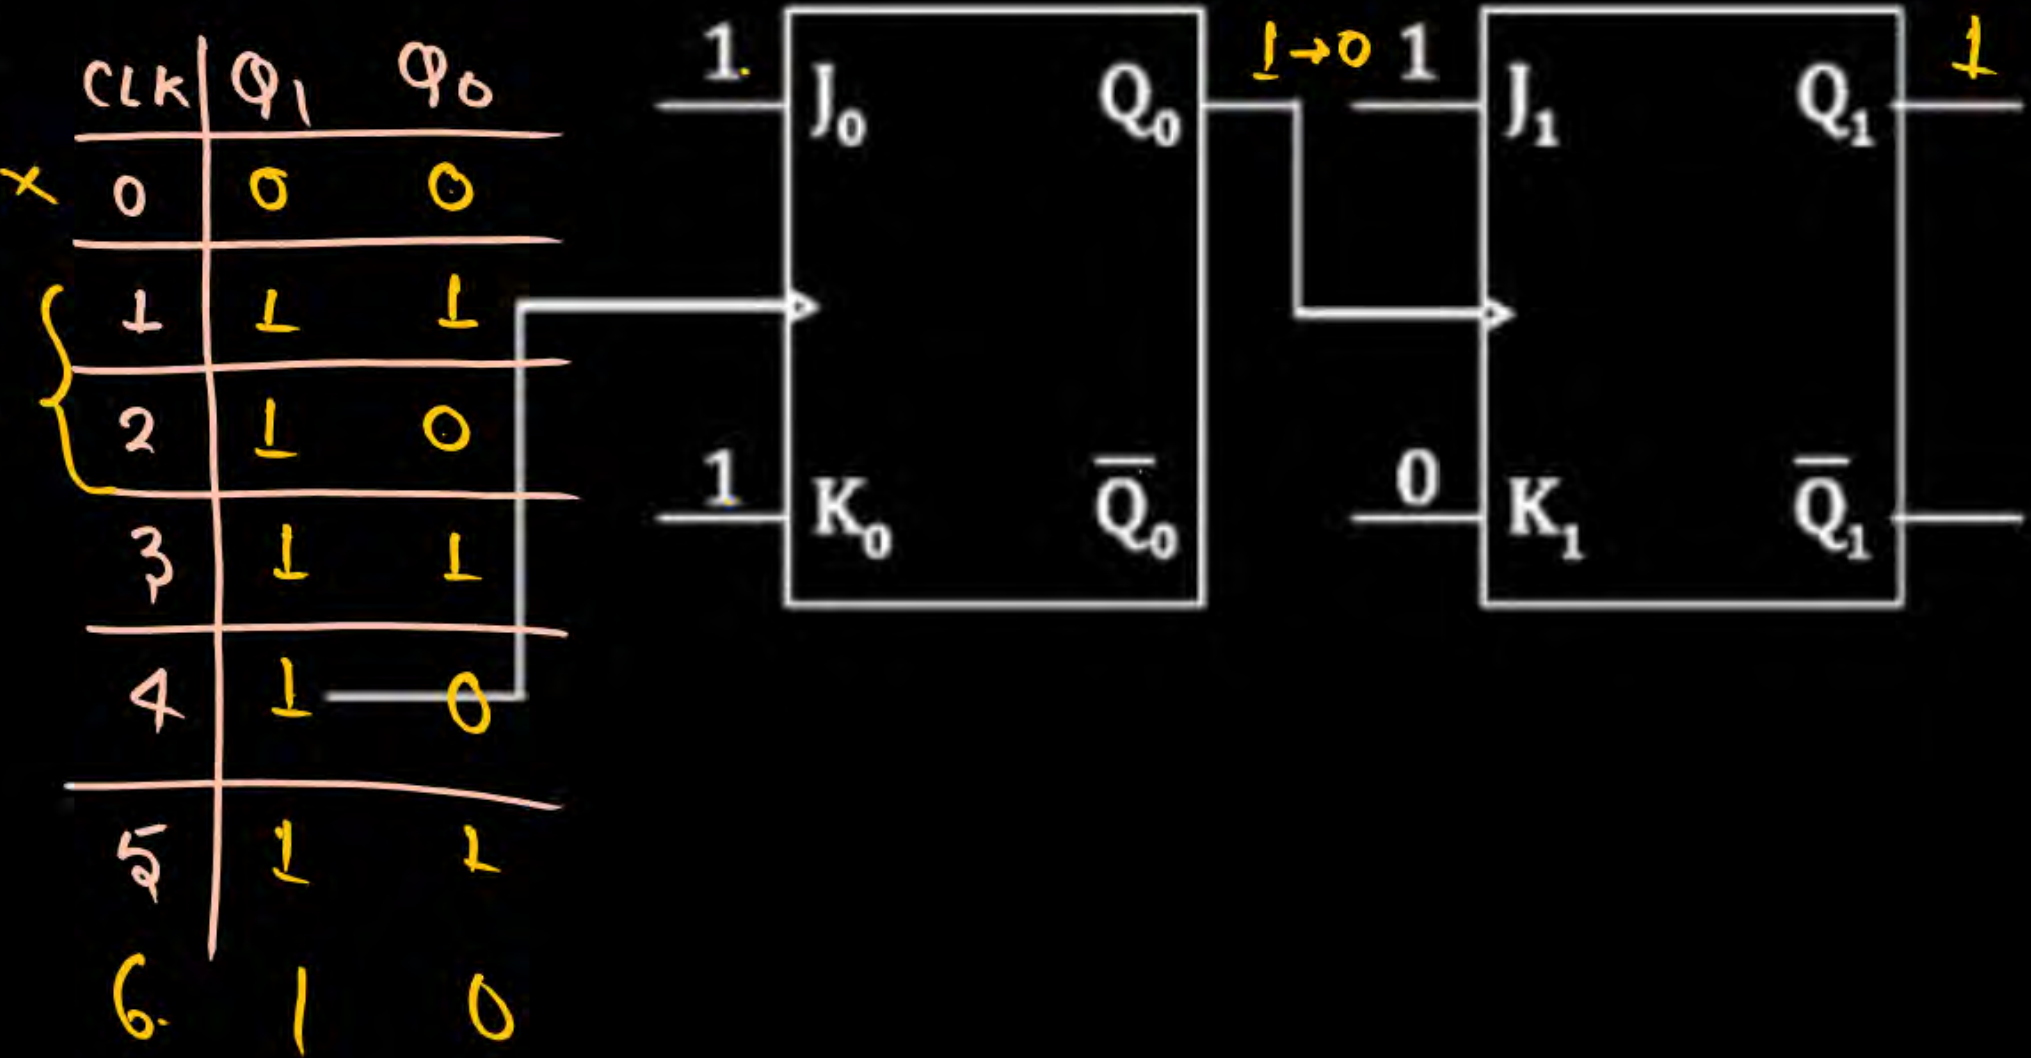 CLK Q₁ Q₀
x 0 0 0
1 1 1
2 1 0
3 1 1
4 1 0
5 1 1
6. 1 0
1 J₀ Q₀ 1→0
1 K₀ Q̅₀
1 J₁ Q₁ 1
0 K₁ Q̅₁